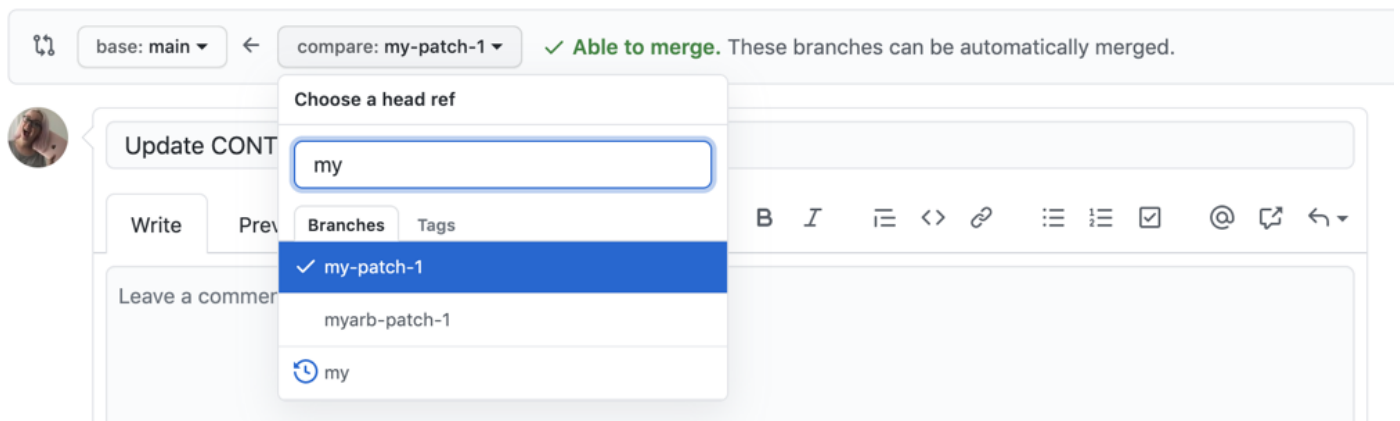 base: main compare: my-patch-1 Able to merge. These branches can be automatically merged.
Choose a head ref
Update CONT
my
Write Prev Branches Tags
my-patch-1
Leave a commen
myarb-patch-1
my